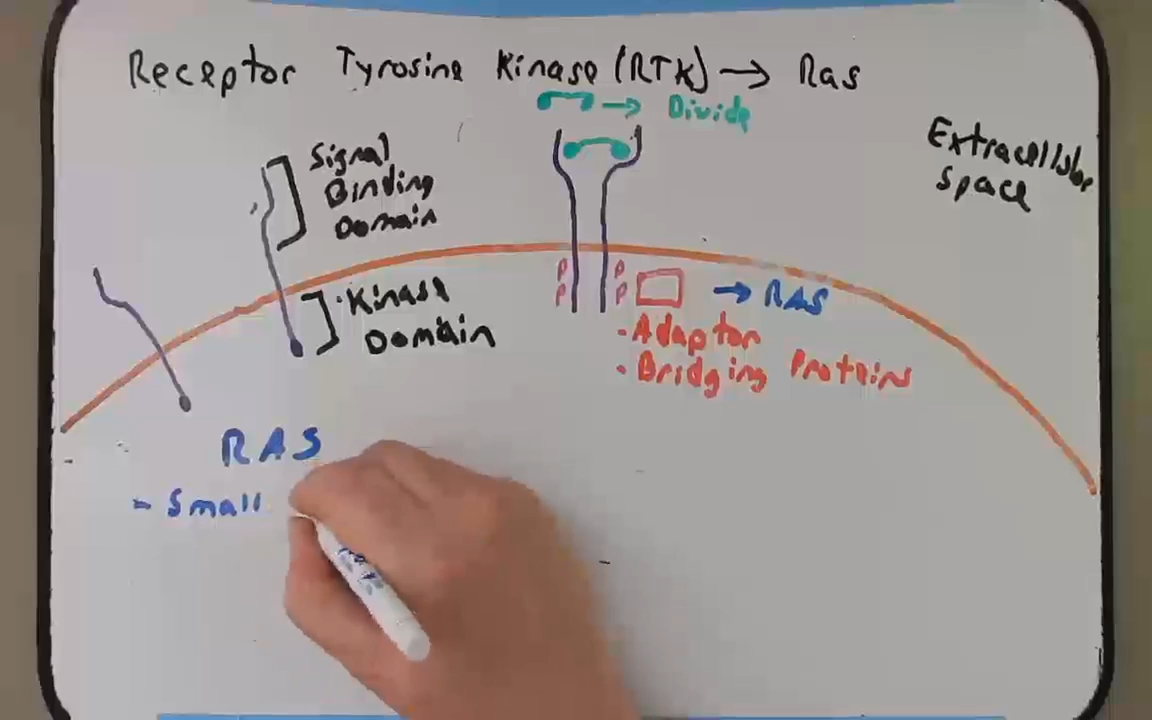 Receptor Tyrosine Kinase (RTK) → Ras
→ Divide
Signal
Binding
Domain
Extracellular
space
P P
P P
Kinase
Domain
→ RAS
- Adaptor
- Bridging Proteins
RAS
- Small